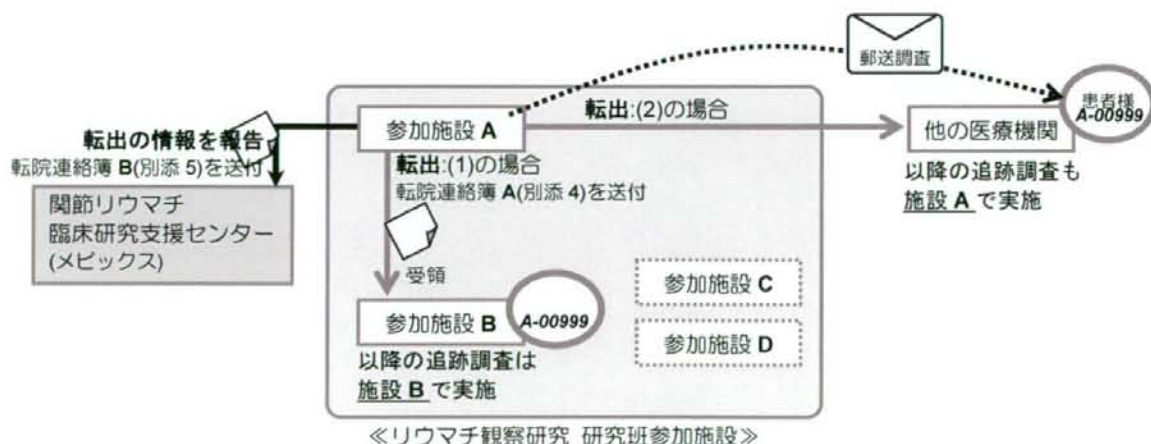 郵送調査
患者様
A-00999
転出:(2)の場合
転出の情報を報告
転院連絡簿 B(別添 5)を送付
参加施設 A
他の医療機関
転出:(1)の場合
転院連絡簿 A(別添 4)を送付
以降の追跡調査も
施設 A で実施
関節リウマチ
臨床研究支援センター
(メビックス)
受領
参加施設 C
参加施設 B
A-00999
参加施設 D
以降の追跡調査は
施設 B で実施
≪リウマチ観察研究 研究班参加施設≫